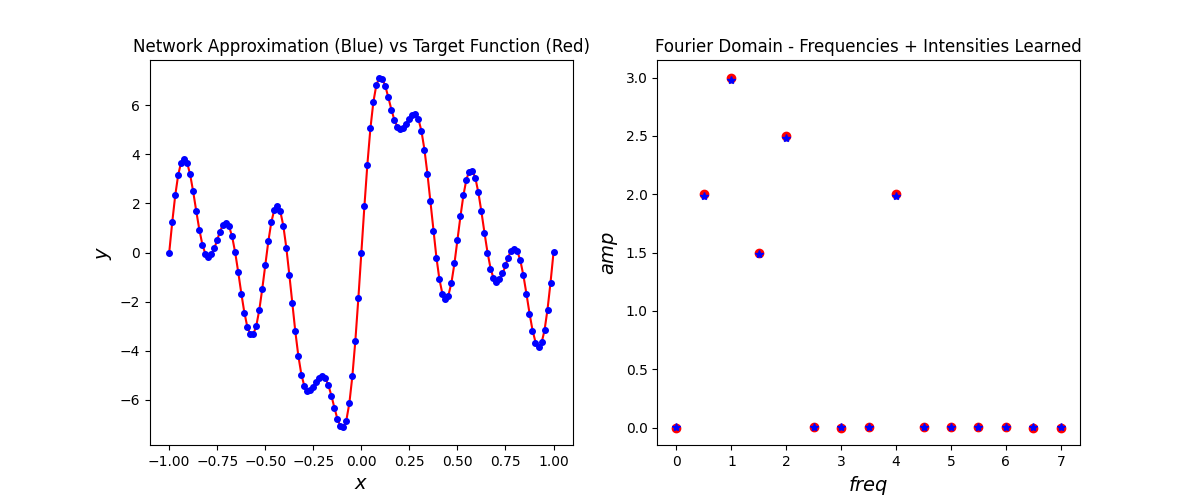 Network Approximation (Blue) vs Target Function (Red)
6
4
2
0
−2
−4
−6
y
−1.00 −0.75 −0.50 −0.25 0.00 0.25 0.50 0.75 1.00
x
Fourier Domain - Frequencies + Intensities Learned
3.0
2.5
2.0
1.5
1.0
0.5
0.0
amp
0 1 2 3 4 5 6 7
freq